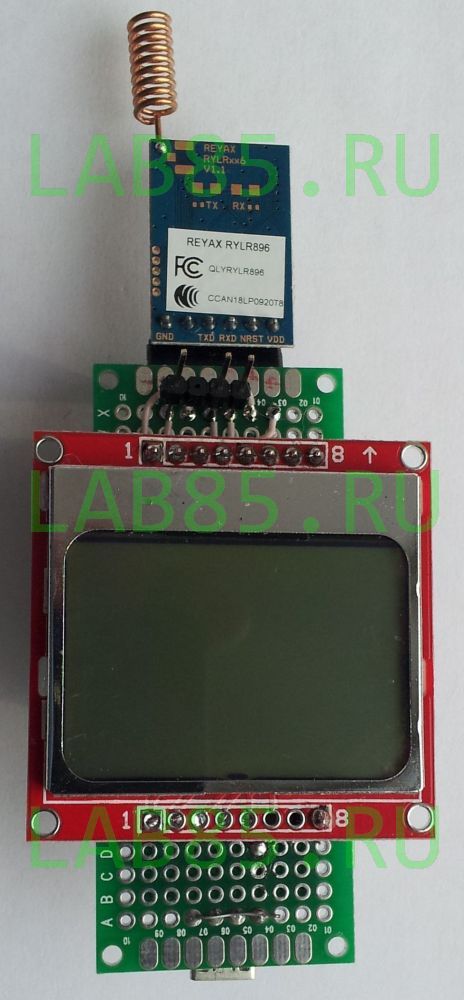 REYAX
RYLRxx6
V1.1
LAB85.RU
TX RX
REYAX RYLR896
FC QLYRYLR896
CCAN18LP0920T8
GND TXD RXD NRST VDD
10 04 03 02 01
X
1 8 ↑
LAB85.RU
1 8
LAB85.RU
D
C
B
A
10 09 08 07 06 05 04 03 02 01